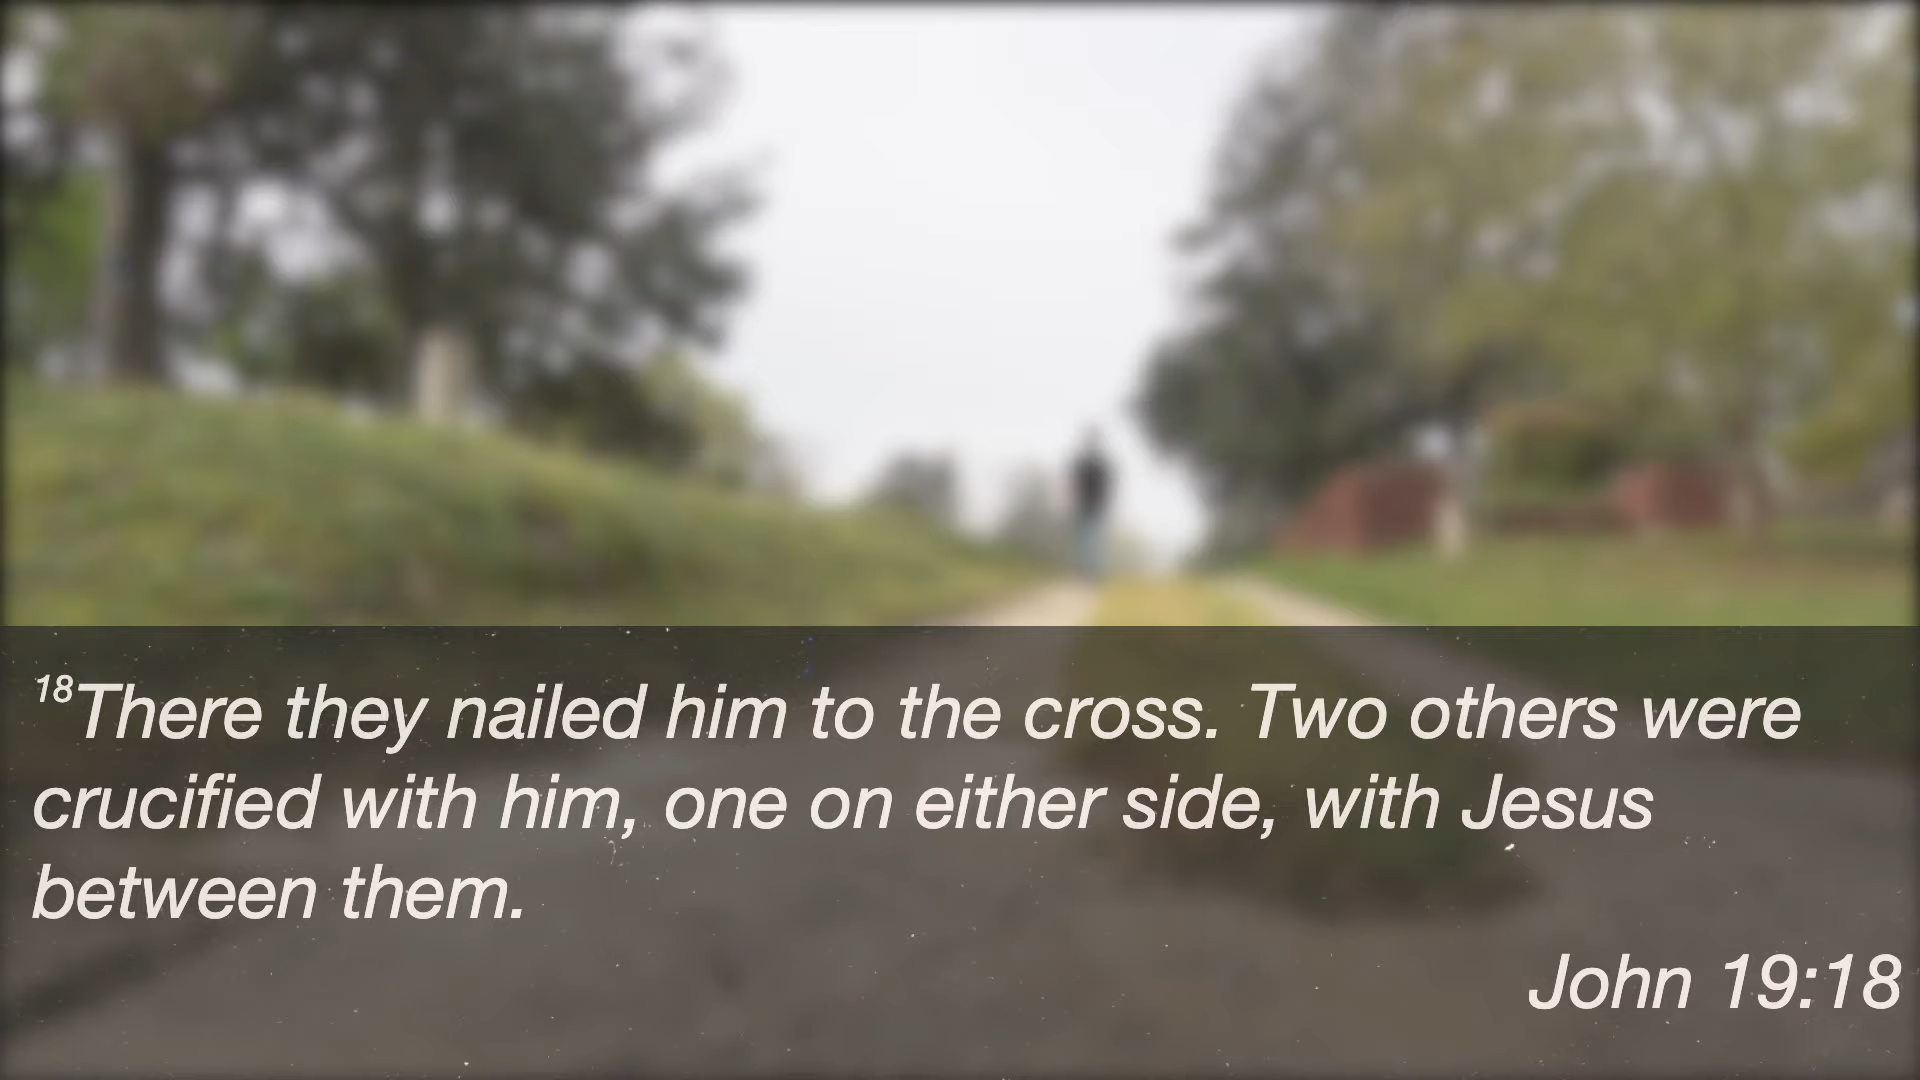 18There they nailed him to the cross. Two others were
crucified with him, one on either side, with Jesus
between them.
John 19:18